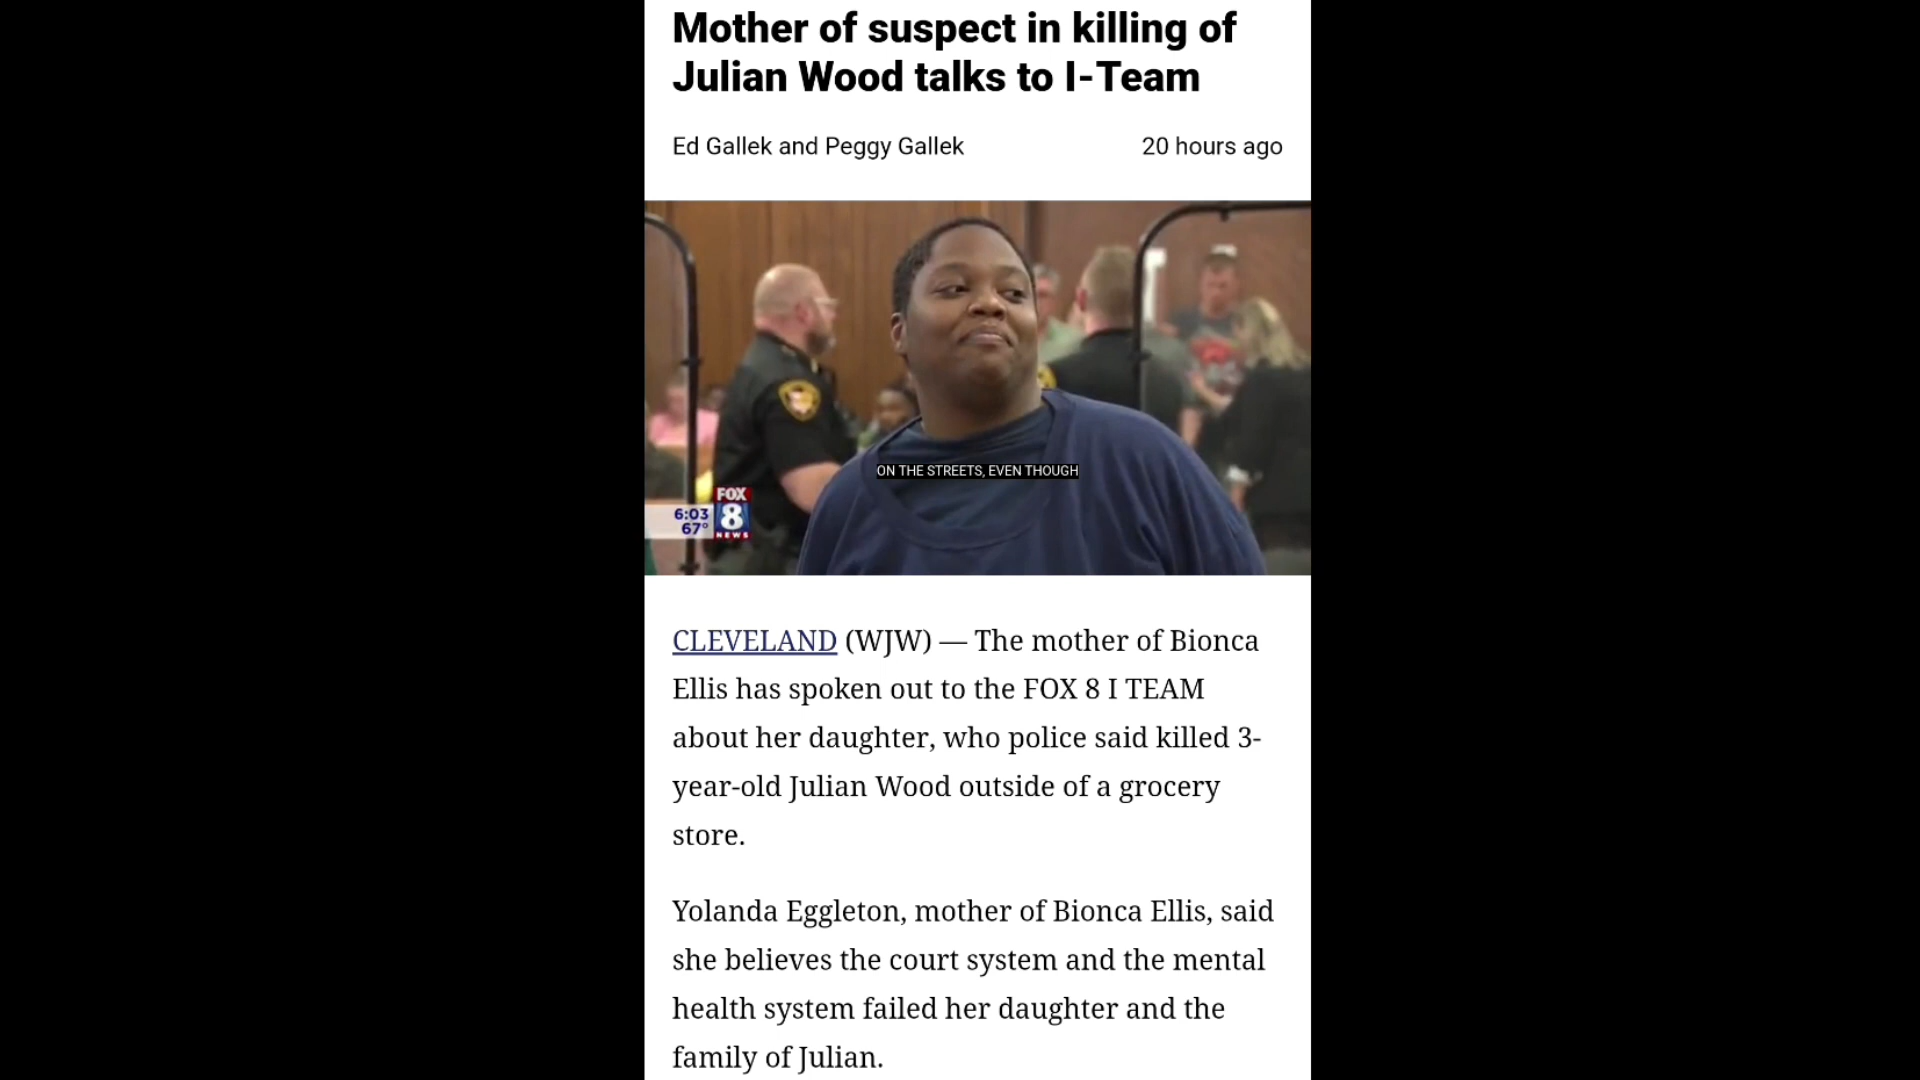 Mother of suspect in killing of
Julian Wood talks to I-Team
Ed Gallek and Peggy Gallek
20 hours ago
ON THE STREETS, EVEN THOUGH
FOX
6:03
8
67°
NEWS
CLEVELAND (WJW) — The mother of Bionca
Ellis has spoken out to the FOX 8 I TEAM
about her daughter, who police said killed 3-
year-old Julian Wood outside of a grocery
store.
Yolanda Eggleton, mother of Bionca Ellis, said
she believes the court system and the mental
health system failed her daughter and the
family of Julian.